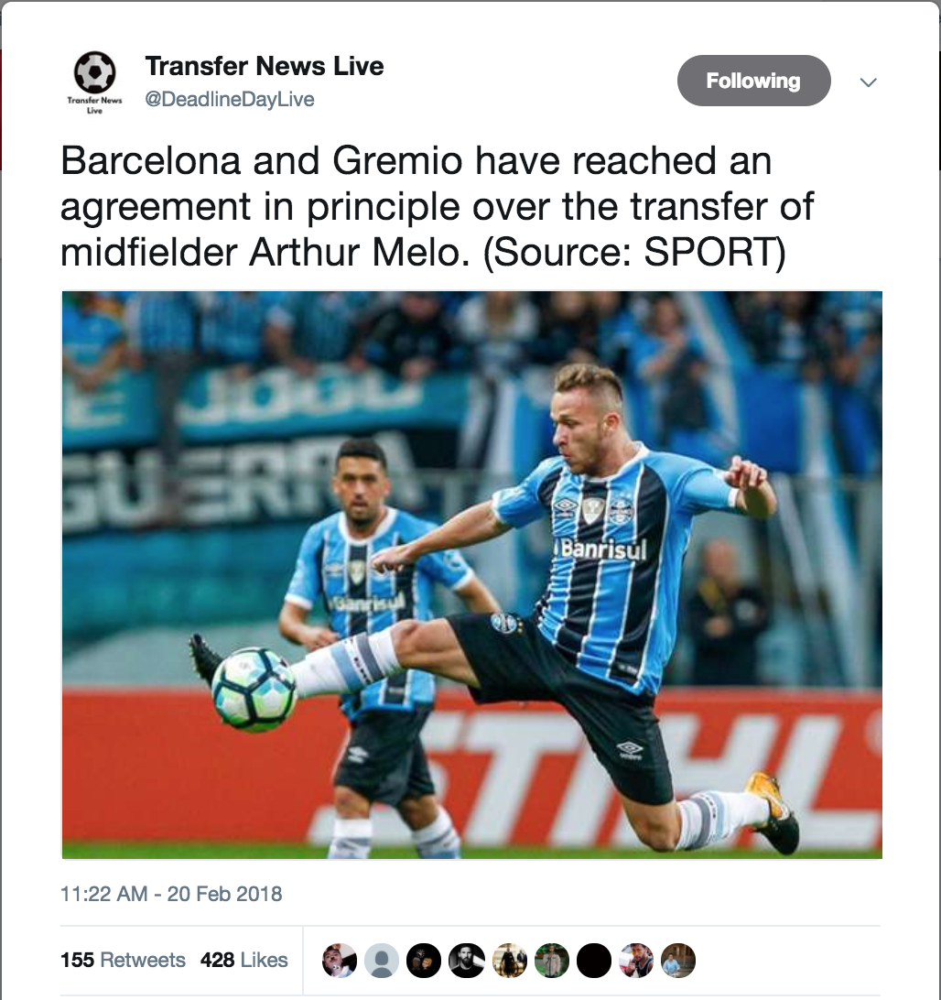 Transfer News Live
@DeadlineDayLive
Following
Transfer News
Live
Barcelona and Gremio have reached an
agreement in principle over the transfer of
midfielder Arthur Melo. (Source: SPORT)
E JOGO
GUERRA
Banrisul
Banrisul
umbro
STIHL
11:22 AM - 20 Feb 2018
155 Retweets 428 Likes